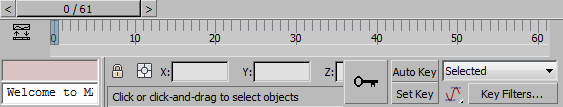 < 0 / 61 >
0 10 20 30 40 50 60
X: Y: Z: Auto Key Selected
Welcome to Click or click-and-drag to select objects Set Key Key Filters...